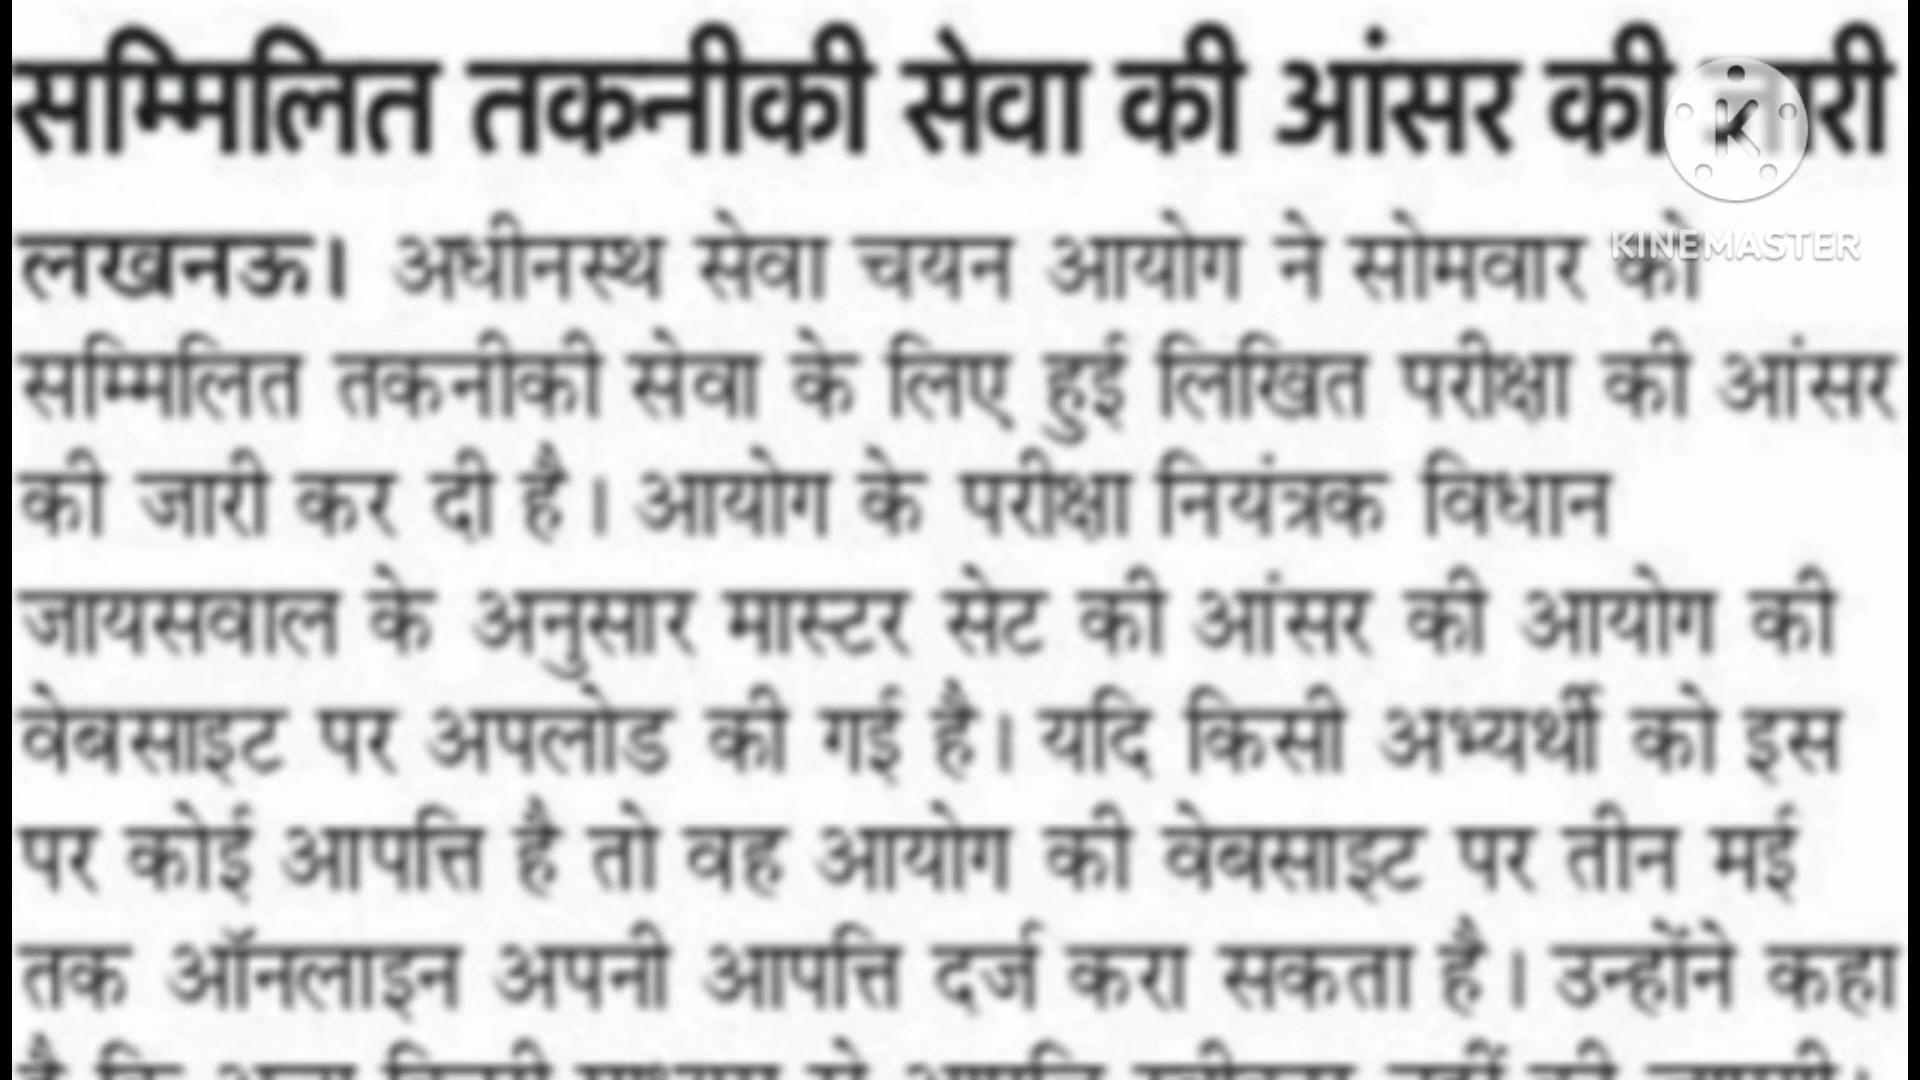 सम्मिलित तकनीकी सेवा की आंसर की जारी
लखनऊ। अधीनस्थ सेवा चयन आयोग ने सोमवार को
KINEMASTER
सम्मिलित तकनीकी सेवा के लिए हुई लिखित परीक्षा की आंसर
की जारी कर दी है। आयोग के परीक्षा नियंत्रक विधान
जायसवाल के अनुसार मास्टर सेट की आंसर की आयोग की
वेबसाइट पर अपलोड की गई है। यदि किसी अभ्यर्थी को इस
पर कोई आपत्ति है तो वह आयोग की वेबसाइट पर तीन मई
तक ऑनलाइन अपनी आपत्ति दर्ज करा सकता है। उन्होंने कहा